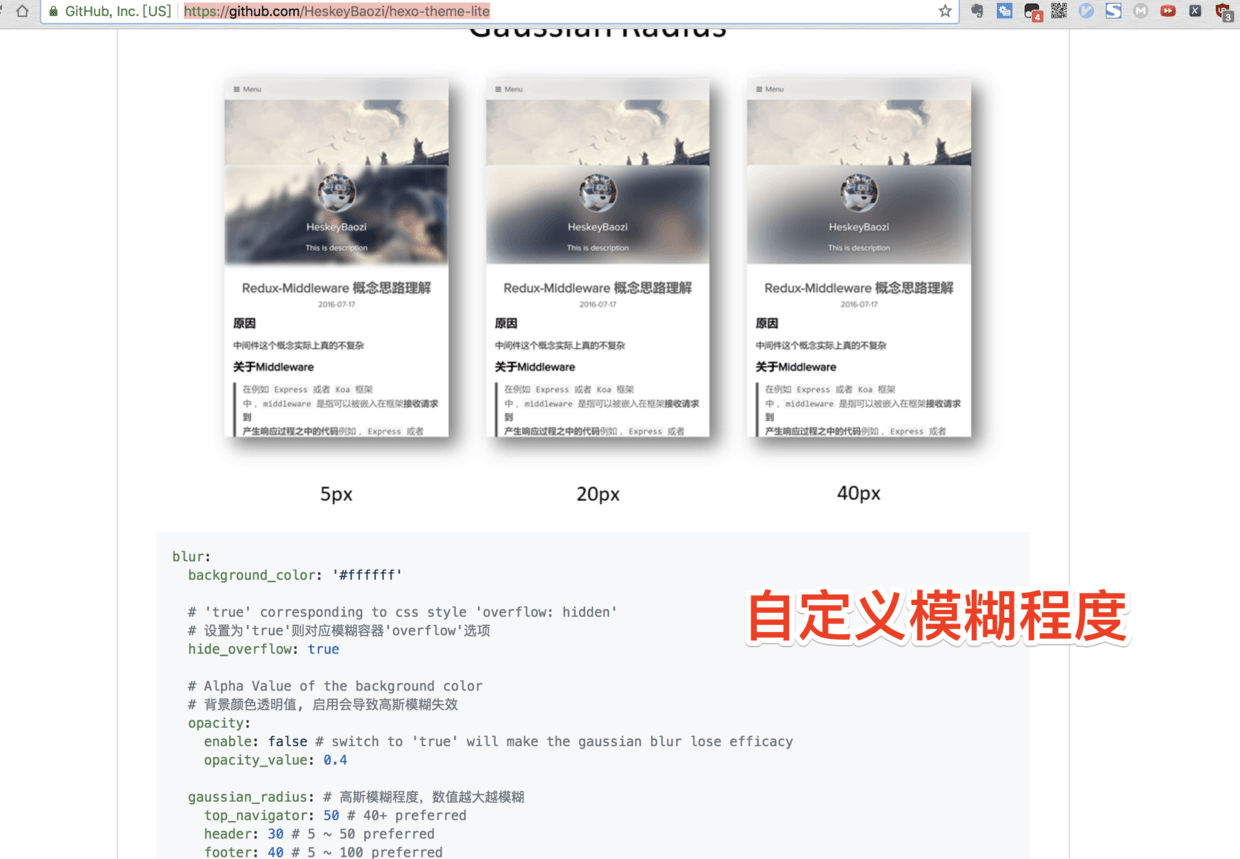 GitHub, Inc. [US]
https://github.com/HeskeyBaozi/hexo-theme-lite
4
3
Gaussian Radius
Menu
HeskeyBaozi
This is description
Redux-Middleware 概念思路理解
2016-07-17
原因
中间件这个概念实际上真的不复杂
关于Middleware
在例如 Express 或者 Koa 框架
中，middleware 是指可以被嵌入在框架接收请求
到
产生响应过程之中的代码例如，Express 或者
5px
Menu
HeskeyBaozi
This is description
Redux-Middleware 概念思路理解
2016-07-17
原因
中间件这个概念实际上真的不复杂
关于Middleware
在例如 Express 或者 Koa 框架
中，middleware 是指可以被嵌入在框架接收请求
到
产生响应过程之中的代码例如，Express 或者
20px
Menu
HeskeyBaozi
This is description
Redux-Middleware 概念思路理解
2016-07-17
原因
中间件这个概念实际上真的不复杂
关于Middleware
在例如 Express 或者 Koa 框架
中，middleware 是指可以被嵌入在框架接收请求
到
产生响应过程之中的代码例如，Express 或者
40px
blur:
background_color: '#ffffff'
# 'true' corresponding to css style 'overflow: hidden'
# 设置为'true'则对应模糊容器'overflow'选项
hide_overflow: true
# Alpha Value of the background color
# 背景颜色透明值, 启用会导致高斯模糊失效
opacity:
enable: false # switch to 'true' will make the gaussian blur lose efficacy
opacity_value: 0.4
gaussian_radius: # 高斯模糊程度, 数值越大越模糊
top_navigator: 50 # 40+ preferred
header: 30 # 5 ~ 50 preferred
footer: 40 # 5 ~ 100 preferred
自定义模糊程度